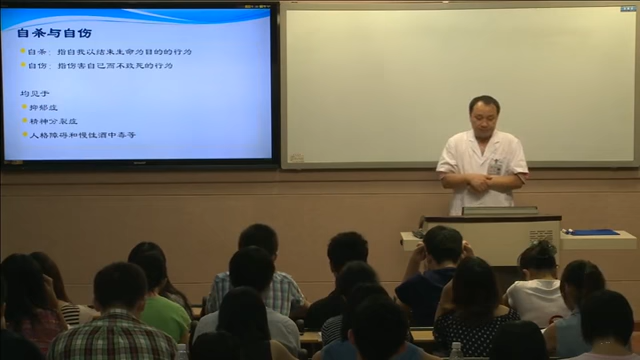 自杀与自伤
自杀：指自我以结束生命为目的的行为
自伤：指伤害自己而不致死的行为
均见于
抑郁症
精神分裂症
人格障碍和慢性酒中毒等